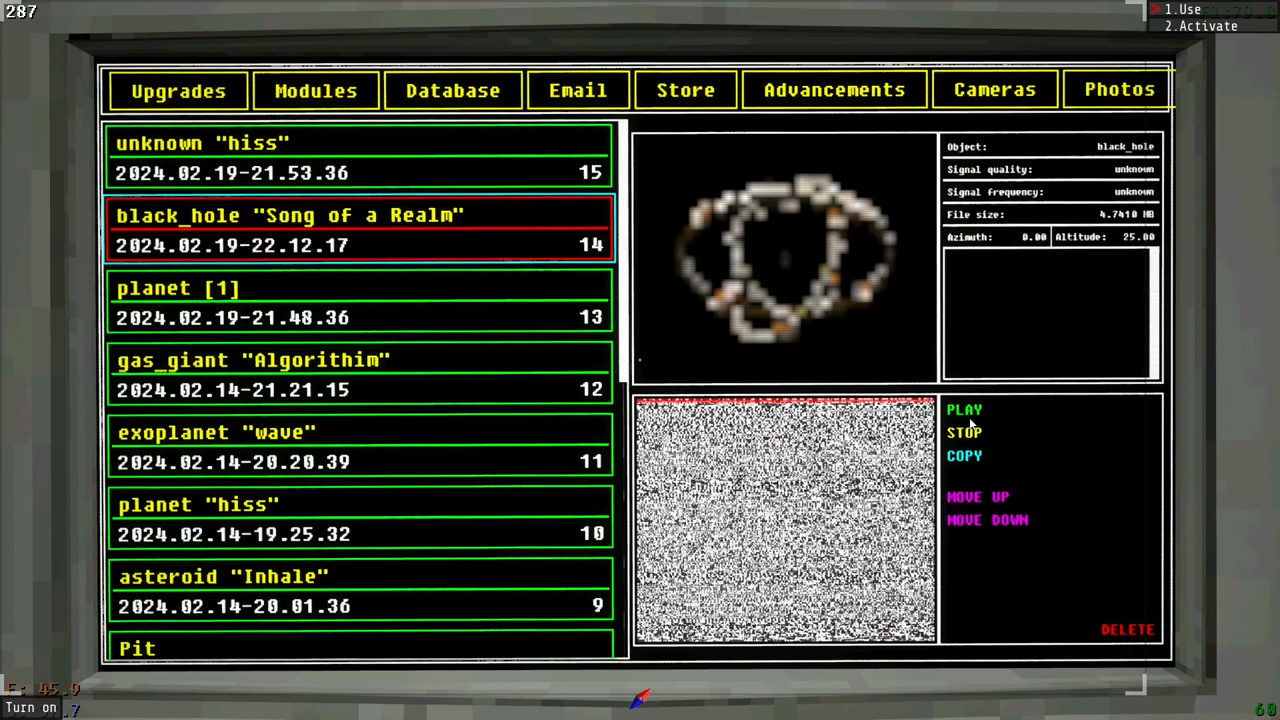 287
1.Use
2.Activate
Upgrades Modules Database Email Store Advancements Cameras Photos
unknown "hiss"
2024.02.19-21.53.36 15
black_hole "Song of a Realm"
2024.02.19-22.12.17 14
planet [1]
2024.02.19-21.48.36 13
gas_giant "Algorithim"
2024.02.14-21.21.15 12
exoplanet "wave"
2024.02.14-20.20.39 11
planet "hiss"
2024.02.14-19.25.32 10
asteroid "Inhale"
2024.02.14-20.01.36 9
Pit
Object: black_hole
Signal quality: unknown
Signal frequency: unknown
File size: 4.7410 MB
Azimuth: 0.00 Altitude: 25.00
PLAY
STOP
COPY
MOVE UP
MOVE DOWN
DELETE
Turn on
60